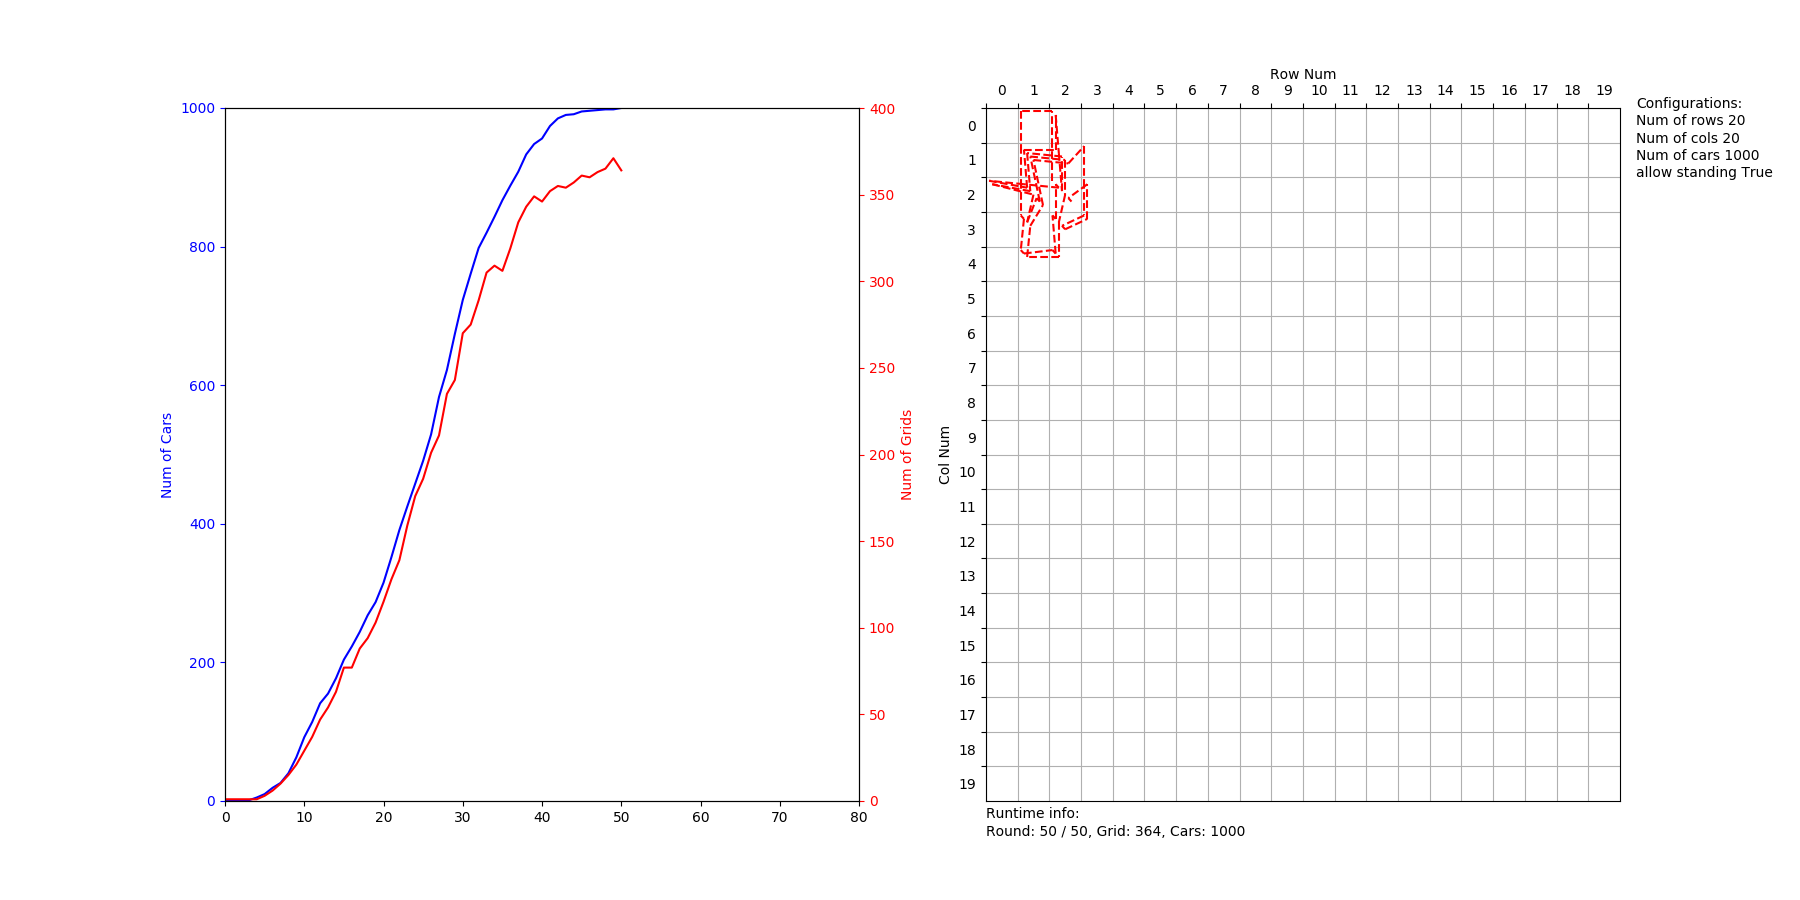 1000
800
600
400
200
0
Num of Cars
0 10 20 30 40 50 60 70 80
400
350
300
250
200
150
100
50
0
Num of Grids
Row Num
0 1 2 3 4 5 6 7 8 9 10 11 12 13 14 15 16 17 18 19
Col Num
0
1
2
3
4
5
6
7
8
9
10
11
12
13
14
15
16
17
18
19
Configurations:
Num of rows 20
Num of cols 20
Num of cars 1000
allow standing True
Runtime info:
Round: 50 / 50, Grid: 364, Cars: 1000